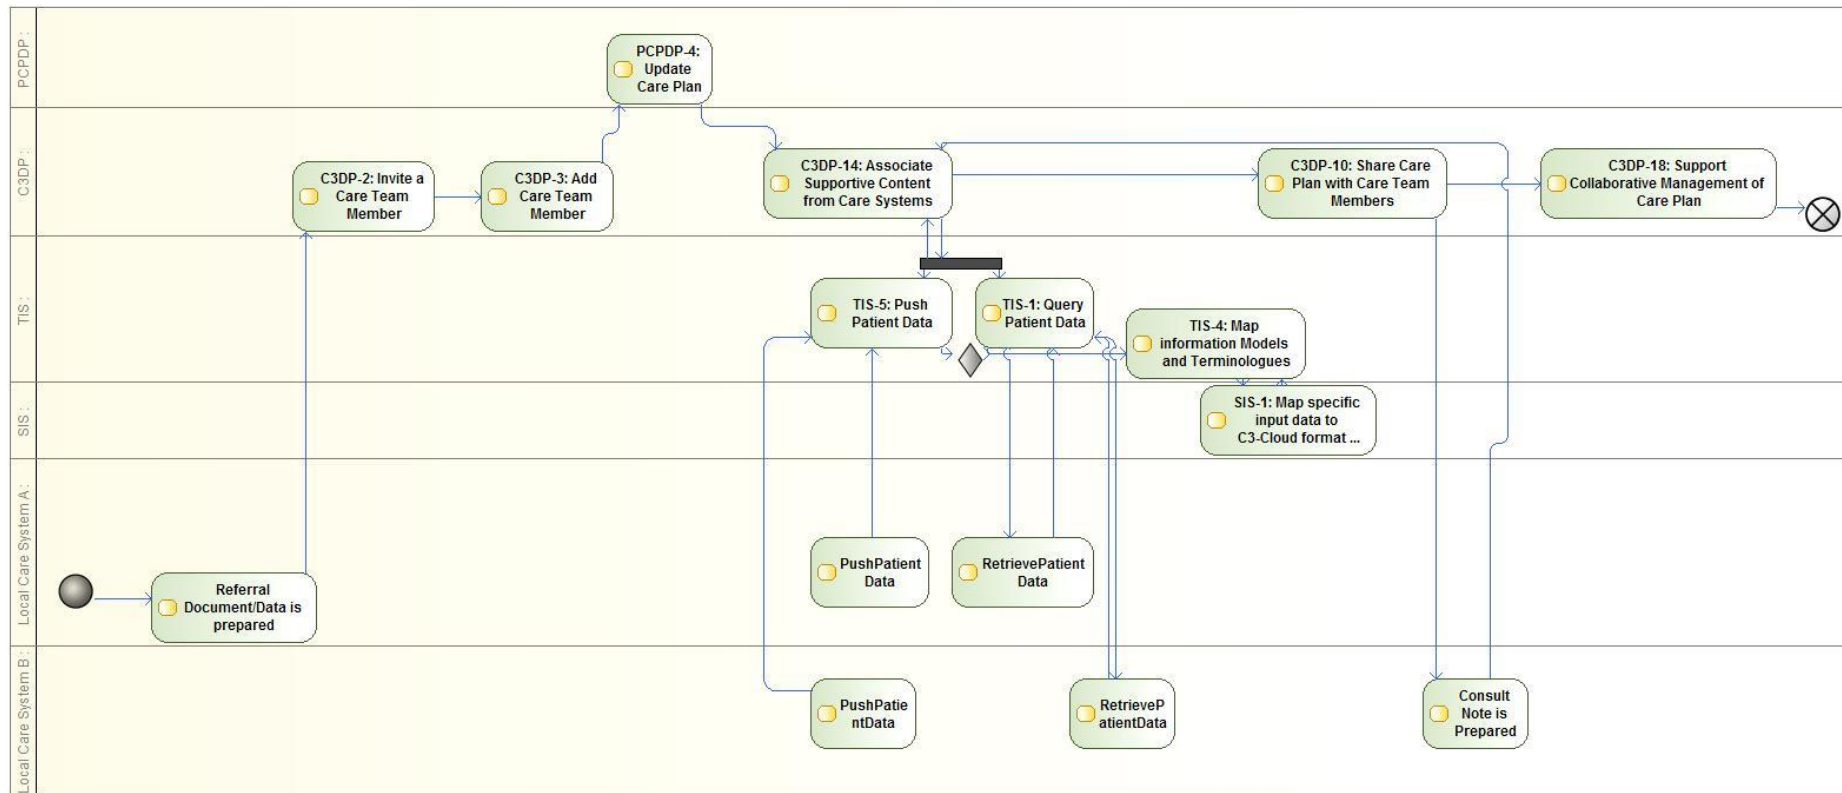 PCPDP :
PCPDP-4:
Update
Care Plan
C3DP :
C3DP-2: Invite a
Care Team
Member
C3DP-3: Add
Care Team
Member
C3DP-14: Associate
Supportive Content
from Care Systems
C3DP-10: Share Care
Plan with Care Team
Members
C3DP-18: Support
Collaborative Management of
Care Plan
TIS :
TIS-5: Push
Patient Data
TIS-1: Query
Patient Data
TIS-4: Map
information Models
and Terminologues
SIS :
SIS-1: Map specific
input data to
C3-Cloud format ...
Local Care System A :
Referral
Document/Data is
prepared
PushPatient
Data
RetrievePatient
Data
Local Care System B :
PushPatie
ntData
RetrieveP
atientData
Consult
Note is
Prepared